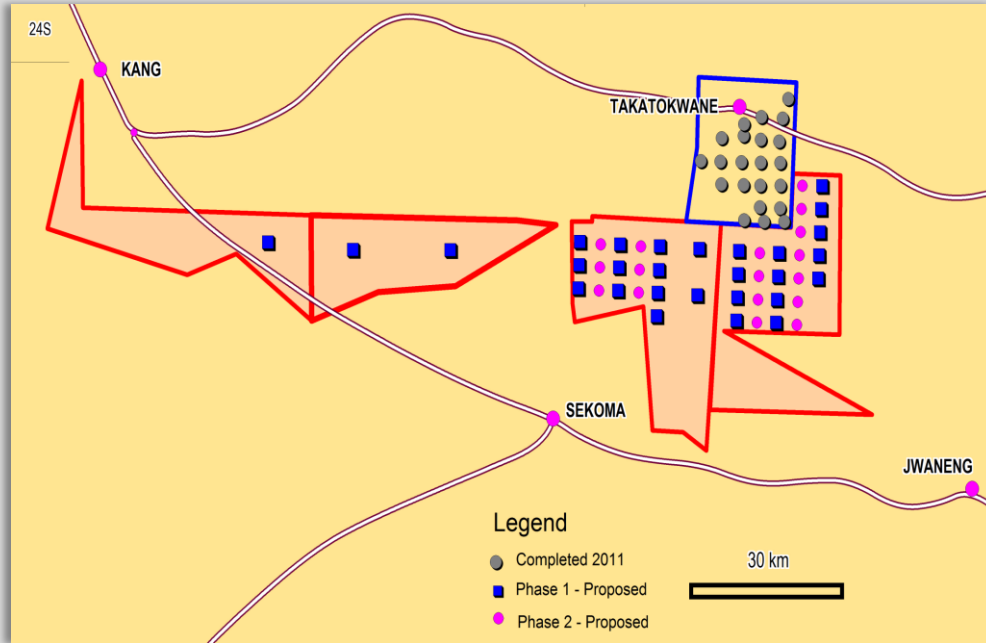 24S
KANG
TAKATOKWANE
SEKOMA
JWANENG
Legend
Completed 2011
30 km
Phase 1 - Proposed
Phase 2 - Proposed